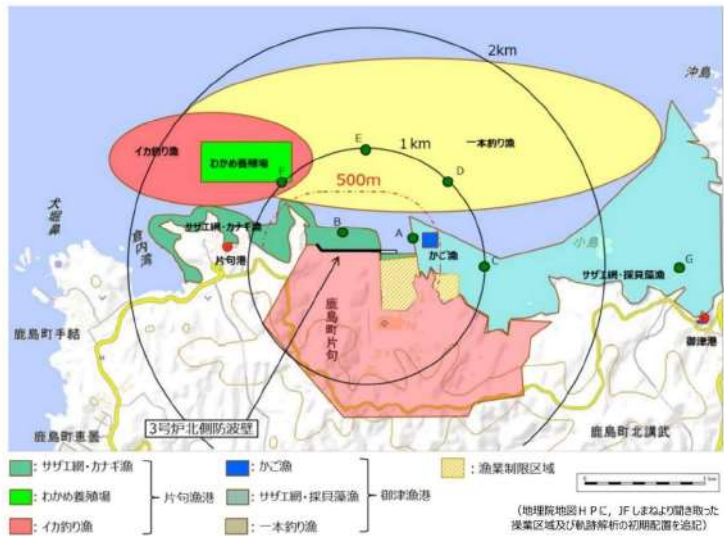 2km
沖島
イカ釣り漁
わかめ養殖場
一本釣り漁
1km
E
D
F
500m
犬堀鼻
サザエ網・カナギ漁
片句港
B
A
かご漁
C
小島
サザエ網・採貝藻漁
G
御津港
鹿島町手結
鹿島町片句
鹿島町恵曇
3号炉北側防波壁
鹿島町北講武
:サザエ網・カナギ漁
:わかめ養殖場
:イカ釣り漁
片句漁港
:かご漁
:サザエ網・採貝藻漁
:一本釣り漁
御津漁港
:漁業制限区域
(地理院地図HPに,JFしまねより聞き取った
操業区域及び軌跡解析の初期配置を追記)